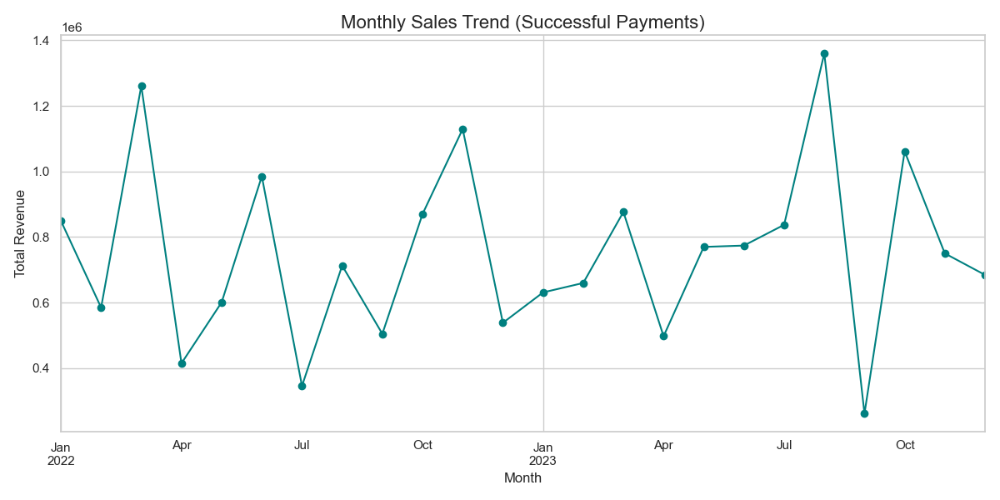 Monthly Sales Trend (Successful Payments)
1e6
1.4
1.2
1.0
0.8
0.6
0.4
Total Revenue
Jan
2022
Apr
Jul
Oct
Jan
2023
Apr
Jul
Oct
Month